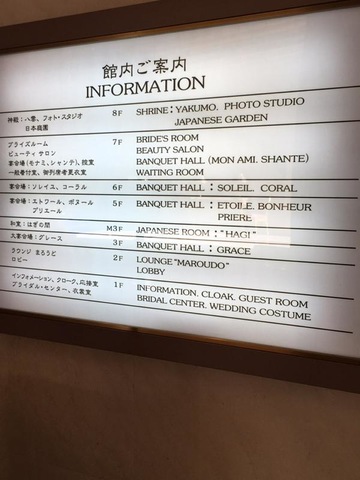 館内ご案内
INFORMATION
神殿:八雲、フォト・スタジオ 8F SHRINE:YAKUMO. PHOTO STUDIO
日本庭園 JAPANESE GARDEN
ブライズルーム 7F BRIDE'S ROOM
ビューティ サロン BEAUTY SALON
宴会場(モナミ、シャンテ)、控室 BANQUET HALL (MON AMI. SHANTE)
一般着付室、御列席者更衣室 WAITING ROOM
宴会場:ソレイユ、コーラル 6F BANQUET HALL:SOLEIL CORAL
宴会場:エトワール、ボヌール 5F BANQUET HALL:ETOILE. BONHEUR
プリエール PRIERE
和室:はぎの間 M3F JAPANESE ROOM:"HAGI"
大宴会場:グレース 3F BANQUET HALL:GRACE
ラウンジ まろうど 2F LOUNGE "MAROUDO"
ロビー LOBBY
インフォメーション、クローク、応接室 1F INFORMATION. CLOAK. GUEST ROOM
ブライダル・センター、衣裳室 BRIDAL CENTER. WEDDING COSTUME